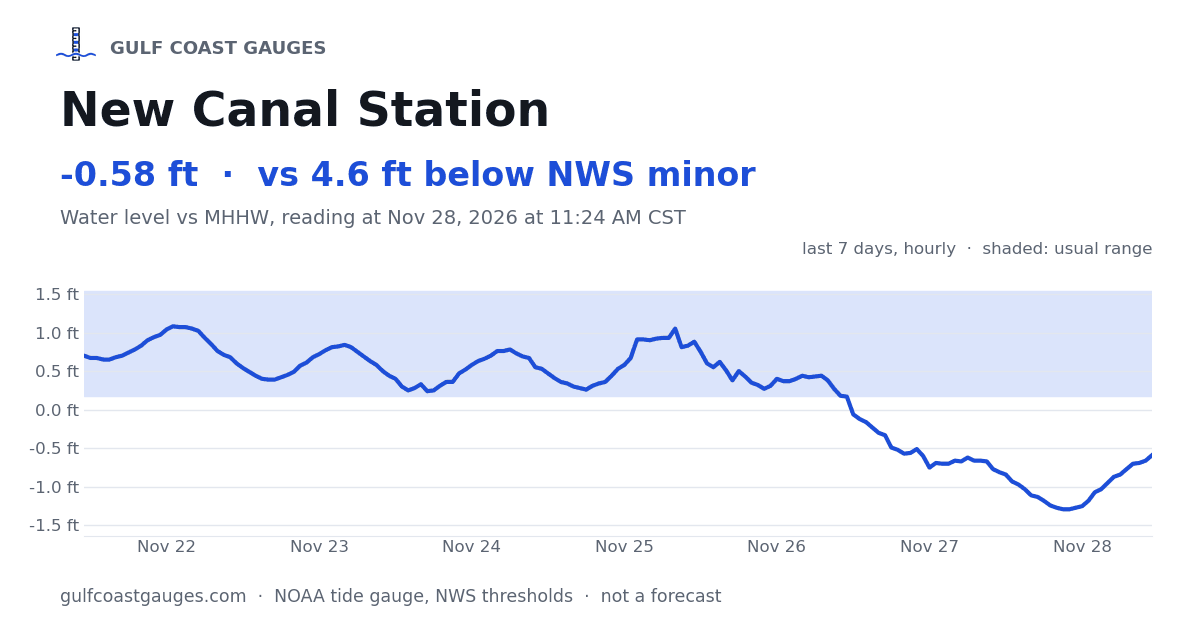 GULF COAST GAUGES
New Canal Station
-0.58 ft · vs 4.6 ft below NWS minor
Water level vs MHHW, reading at Nov 28, 2026 at 11:24 AM CST
last 7 days, hourly · shaded: usual range
1.5 ft
1.0 ft
0.5 ft
0.0 ft
-0.5 ft
-1.0 ft
-1.5 ft
Nov 22 Nov 23 Nov 24 Nov 25 Nov 26 Nov 27 Nov 28
gulfcoastgauges.com · NOAA tide gauge, NWS thresholds · not a forecast